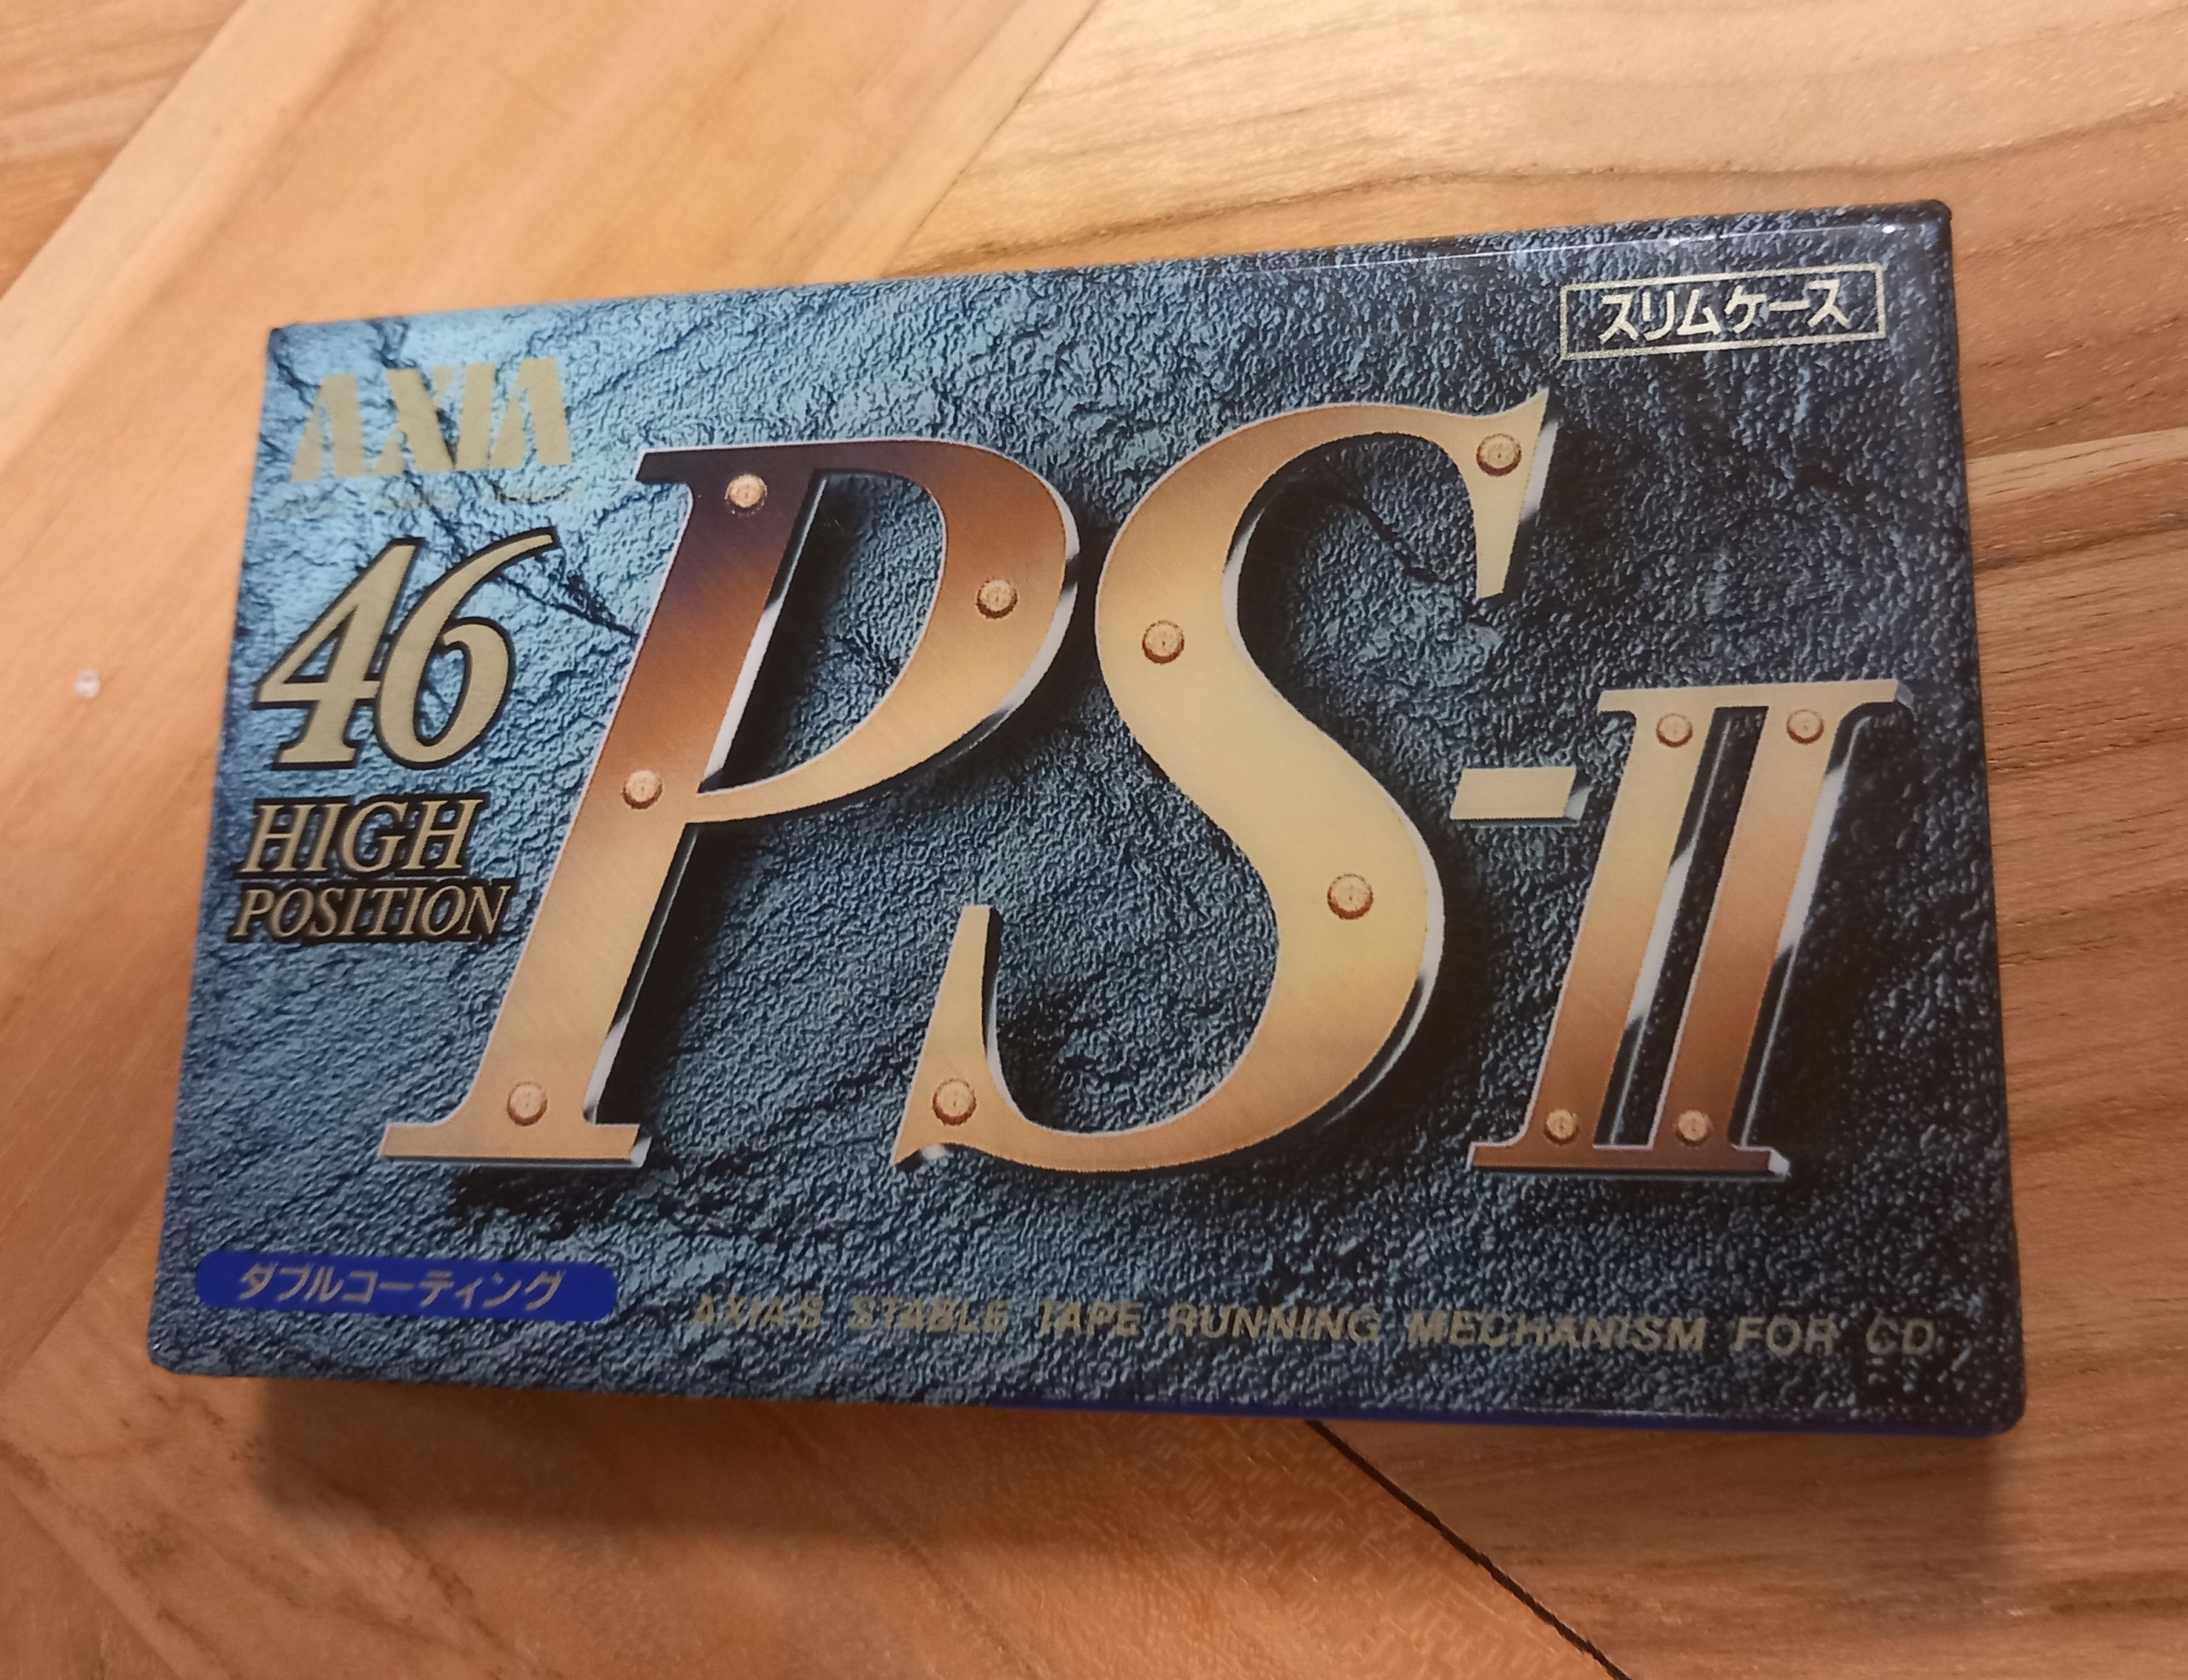 スリムケース
AXIA
46
HIGH
POSITION
PS-II
ダブルコーティング
AXIA'S STABLE TAPE RUNNING MECHANISM FOR CD